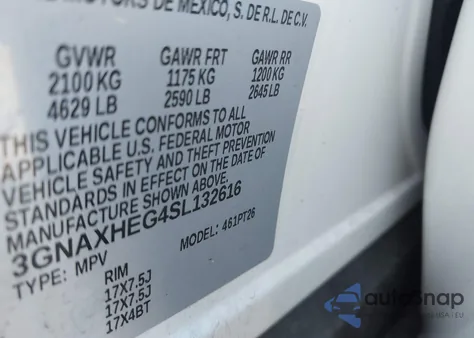 MOTORS DE MEXICO, S. DE R.L. DE C.V.
GVWR GAWR FRT GAWR RR
2100 KG 1175 KG 1200 KG
4629 LB 2590 LB 2645 LB
THIS VEHICLE CONFORMS TO ALL
APPLICABLE U.S. FEDERAL MOTOR
VEHICLE SAFETY AND THEFT PREVENTION
STANDARDS IN EFFECT ON THE DATE OF
MANUFACTURE SHOWN ABOVE.
3GNAXHEG4SL132616
TYPE: MPV MODEL: 461PT26
RIM
17X7.5J
17X7.5J
17X4BT
autosnap